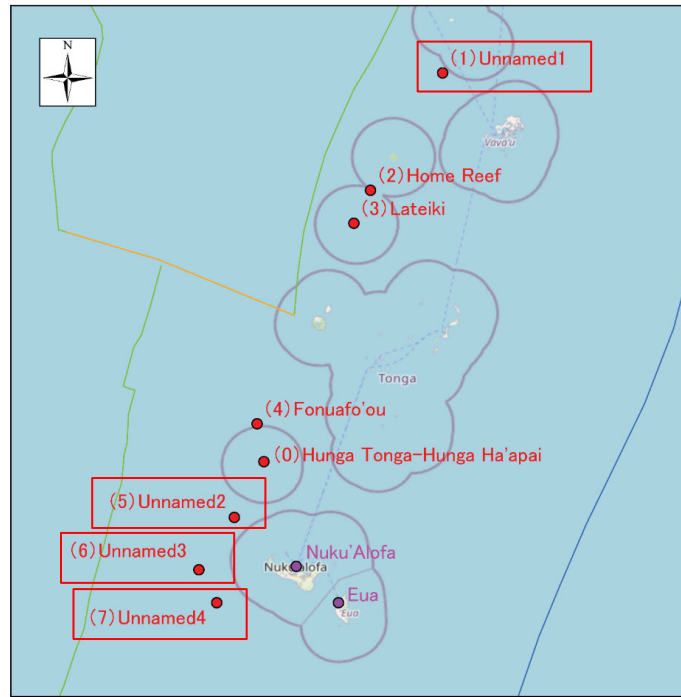 N
(1)Unnamed1
Vava'u
(2)Home Reef
(3)Lateiki
Tonga
(4)Fonuafo'ou
(0)Hunga Tonga-Hunga Ha'apai
(5)Unnamed2
(6)Unnamed3
Nuku'Alofa
Nuku'alofa
(7)Unnamed4
Eua
Eua